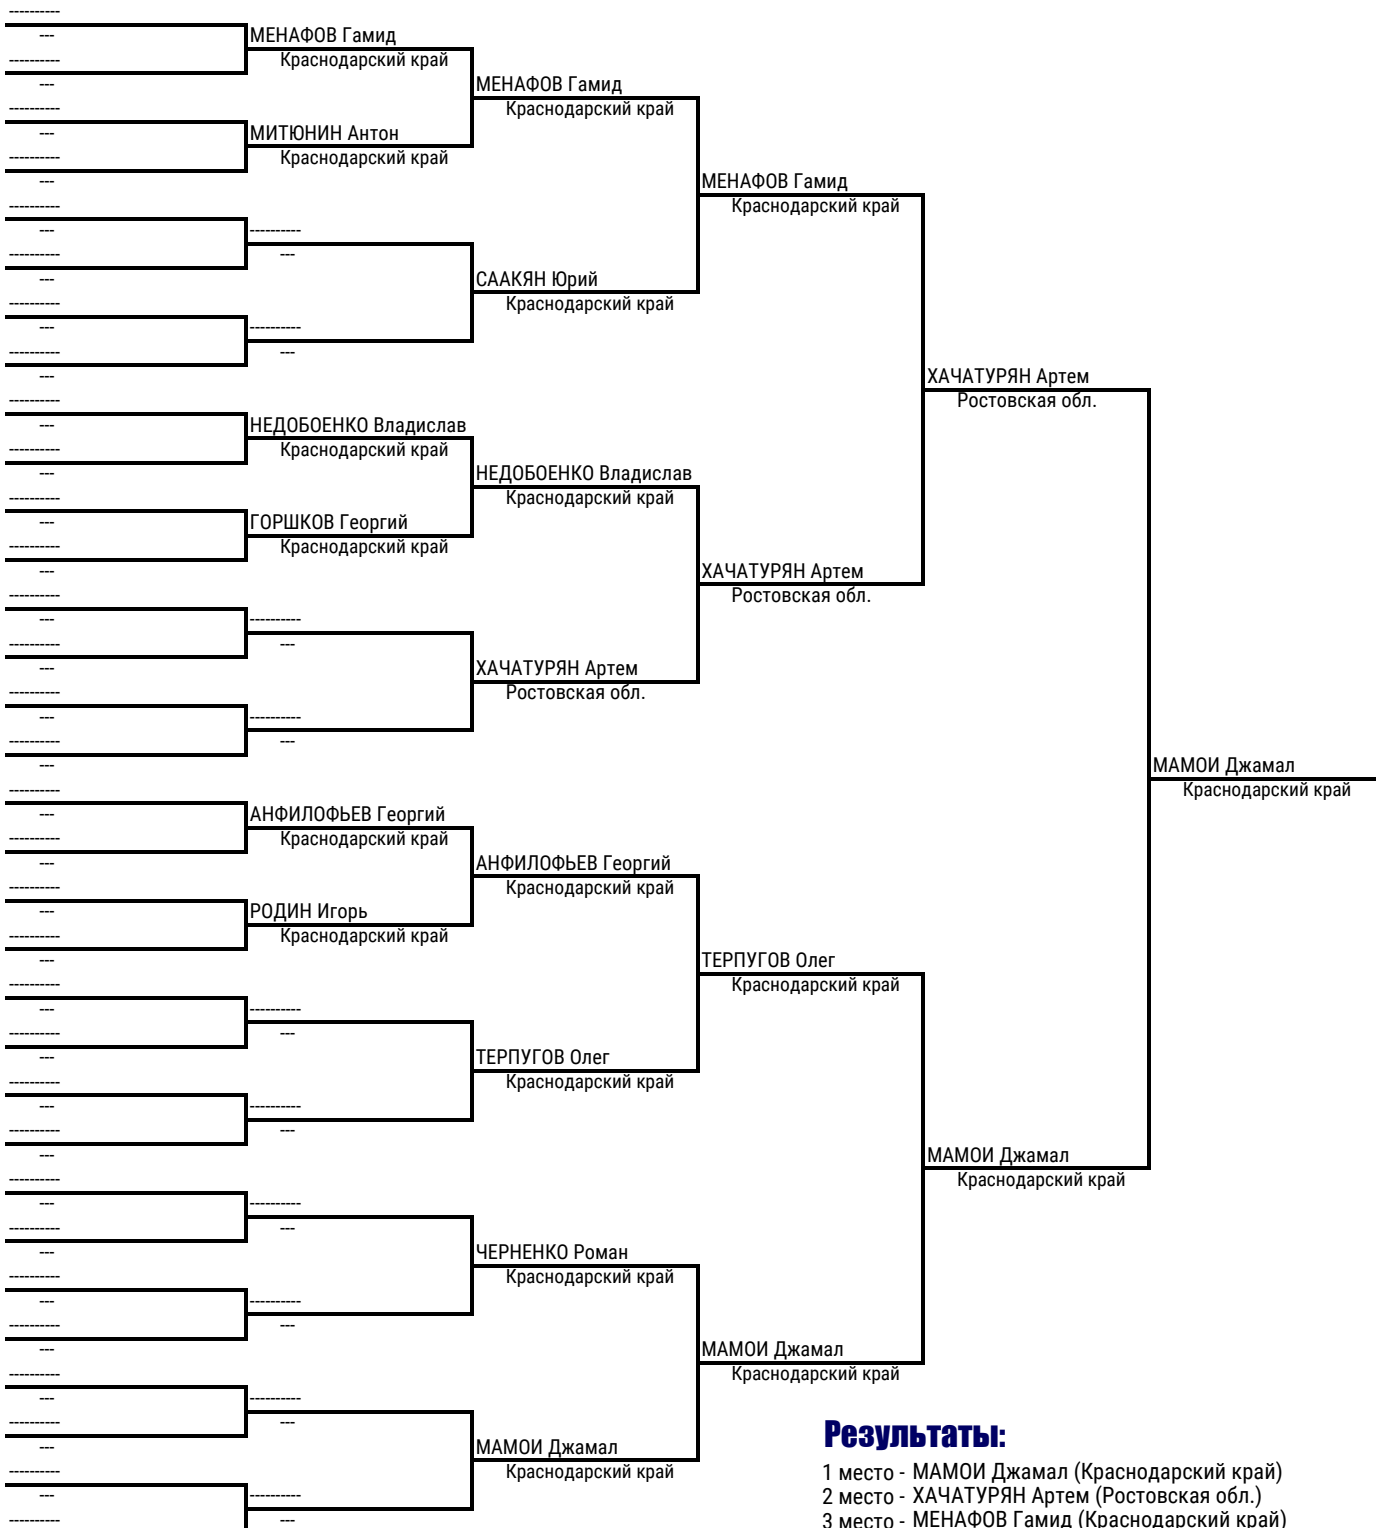 ----------
---
МЕНАФОВ Гамид
Краснодарский край
----------
---
МЕНАФОВ Гамид
Краснодарский край
----------
---
МИТЮНИН Антон
Краснодарский край
----------
---
МЕНАФОВ Гамид
Краснодарский край
----------
---
----------
---
----------
---
СААКЯН Юрий
Краснодарский край
----------
---
----------
---
----------
---
ХАЧАТУРЯН Артем
Ростовская обл.
----------
---
НЕДОБОЕНКО Владислав
Краснодарский край
----------
---
НЕДОБОЕНКО Владислав
Краснодарский край
----------
---
ГОРШКОВ Георгий
Краснодарский край
----------
---
ХАЧАТУРЯН Артем
Ростовская обл.
----------
---
----------
---
----------
---
ХАЧАТУРЯН Артем
Ростовская обл.
----------
---
----------
---
----------
---
МАМОИ Джамал
Краснодарский край
----------
---
АНФИЛОФЬЕВ Георгий
Краснодарский край
----------
---
АНФИЛОФЬЕВ Георгий
Краснодарский край
----------
---
РОДИН Игорь
Краснодарский край
----------
---
ТЕРПУГОВ Олег
Краснодарский край
----------
---
----------
---
----------
---
ТЕРПУГОВ Олег
Краснодарский край
----------
---
----------
---
----------
---
МАМОИ Джамал
Краснодарский край
----------
---
----------
---
----------
---
ЧЕРНЕНКО Роман
Краснодарский край
----------
---
----------
---
----------
---
МАМОИ Джамал
Краснодарский край
----------
---
----------
---
----------
---
МАМОИ Джамал
Краснодарский край
----------
---
----------
---
----------
Результаты:
1 место - МАМОИ Джамал (Краснодарский край)
2 место - ХАЧАТУРЯН Артем (Ростовская обл.)
3 место - МЕНАФОВ Гамид (Краснодарский край)